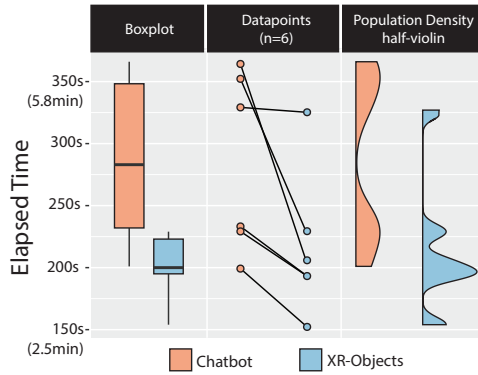 Boxplot
Datapoints
(n=6)
Population Density
half-violin
Elapsed Time
350s-
(5.8min)
300s-
250s-
200s-
150s-
(2.5min)
Chatbot
XR-Objects